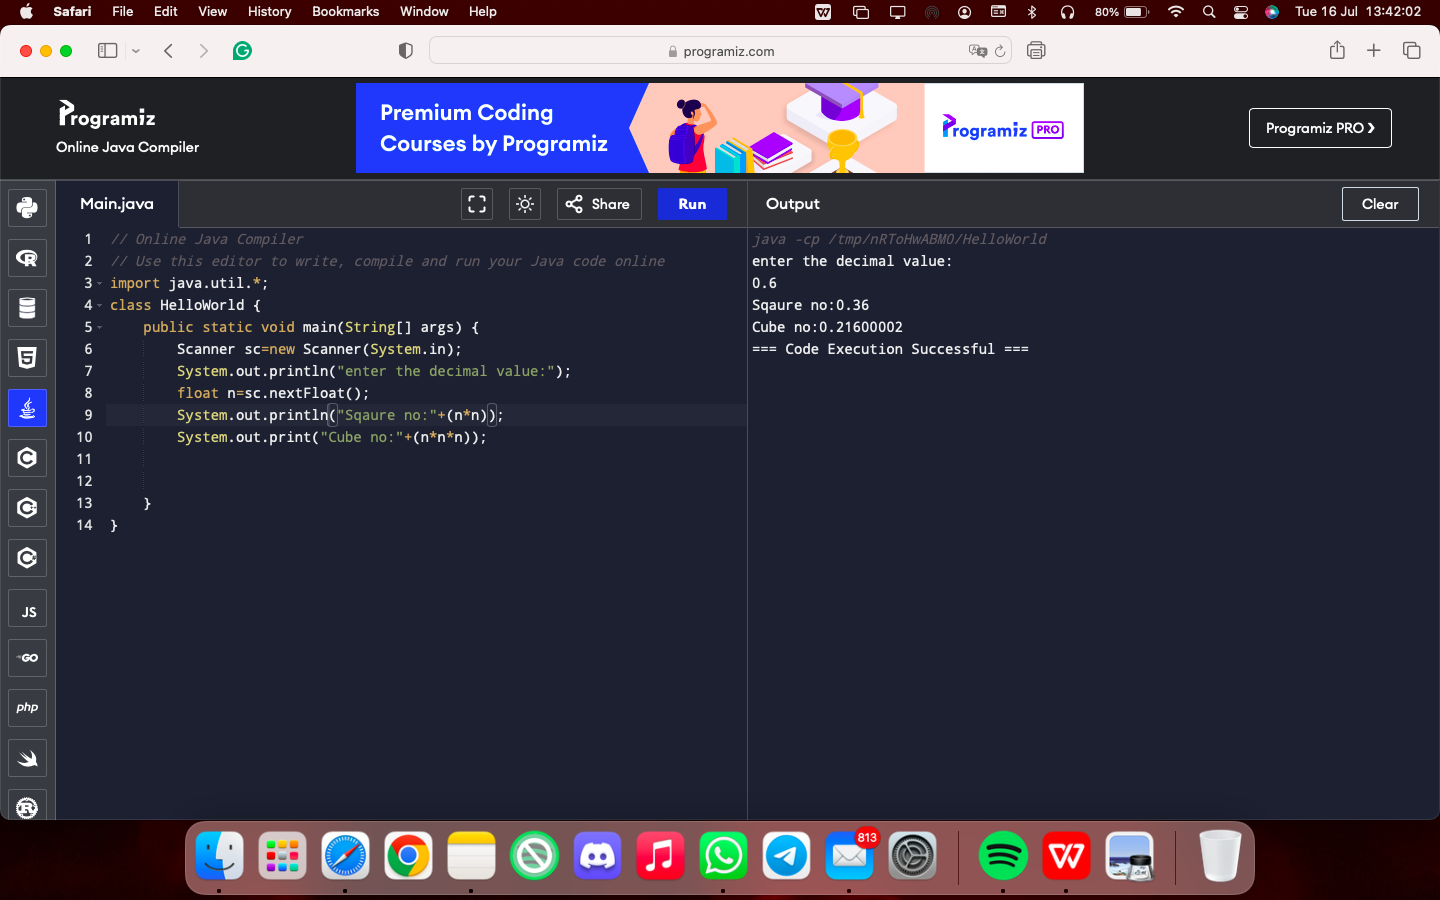 Safari File Edit View History Bookmarks Window Help 80% Tue 16 Jul 13:42:02
programiz.com
Programiz
Online Java Compiler
Premium Coding
Courses by Programiz
Programiz PRO
Programiz PRO ❯
Main.java
Share
Run
Output
Clear
1 // Online Java Compiler
2 // Use this editor to write, compile and run your Java code online
3 import java.util.*;
4 class HelloWorld {
5 public static void main(String[] args) {
6 Scanner sc=new Scanner(System.in);
7 System.out.println("enter the decimal value:");
8 float n=sc.nextFloat();
9 System.out.println("Sqaure no:"+(n*n));
10 System.out.print("Cube no:"+(n*n*n));
11
12
13 }
14 }
java -cp /tmp/nRToHwABMO/HelloWorld
enter the decimal value:
0.6
Sqaure no:0.36
Cube no:0.21600002
=== Code Execution Successful ===
R
5
C
C
C
JS
GO
php
R
813